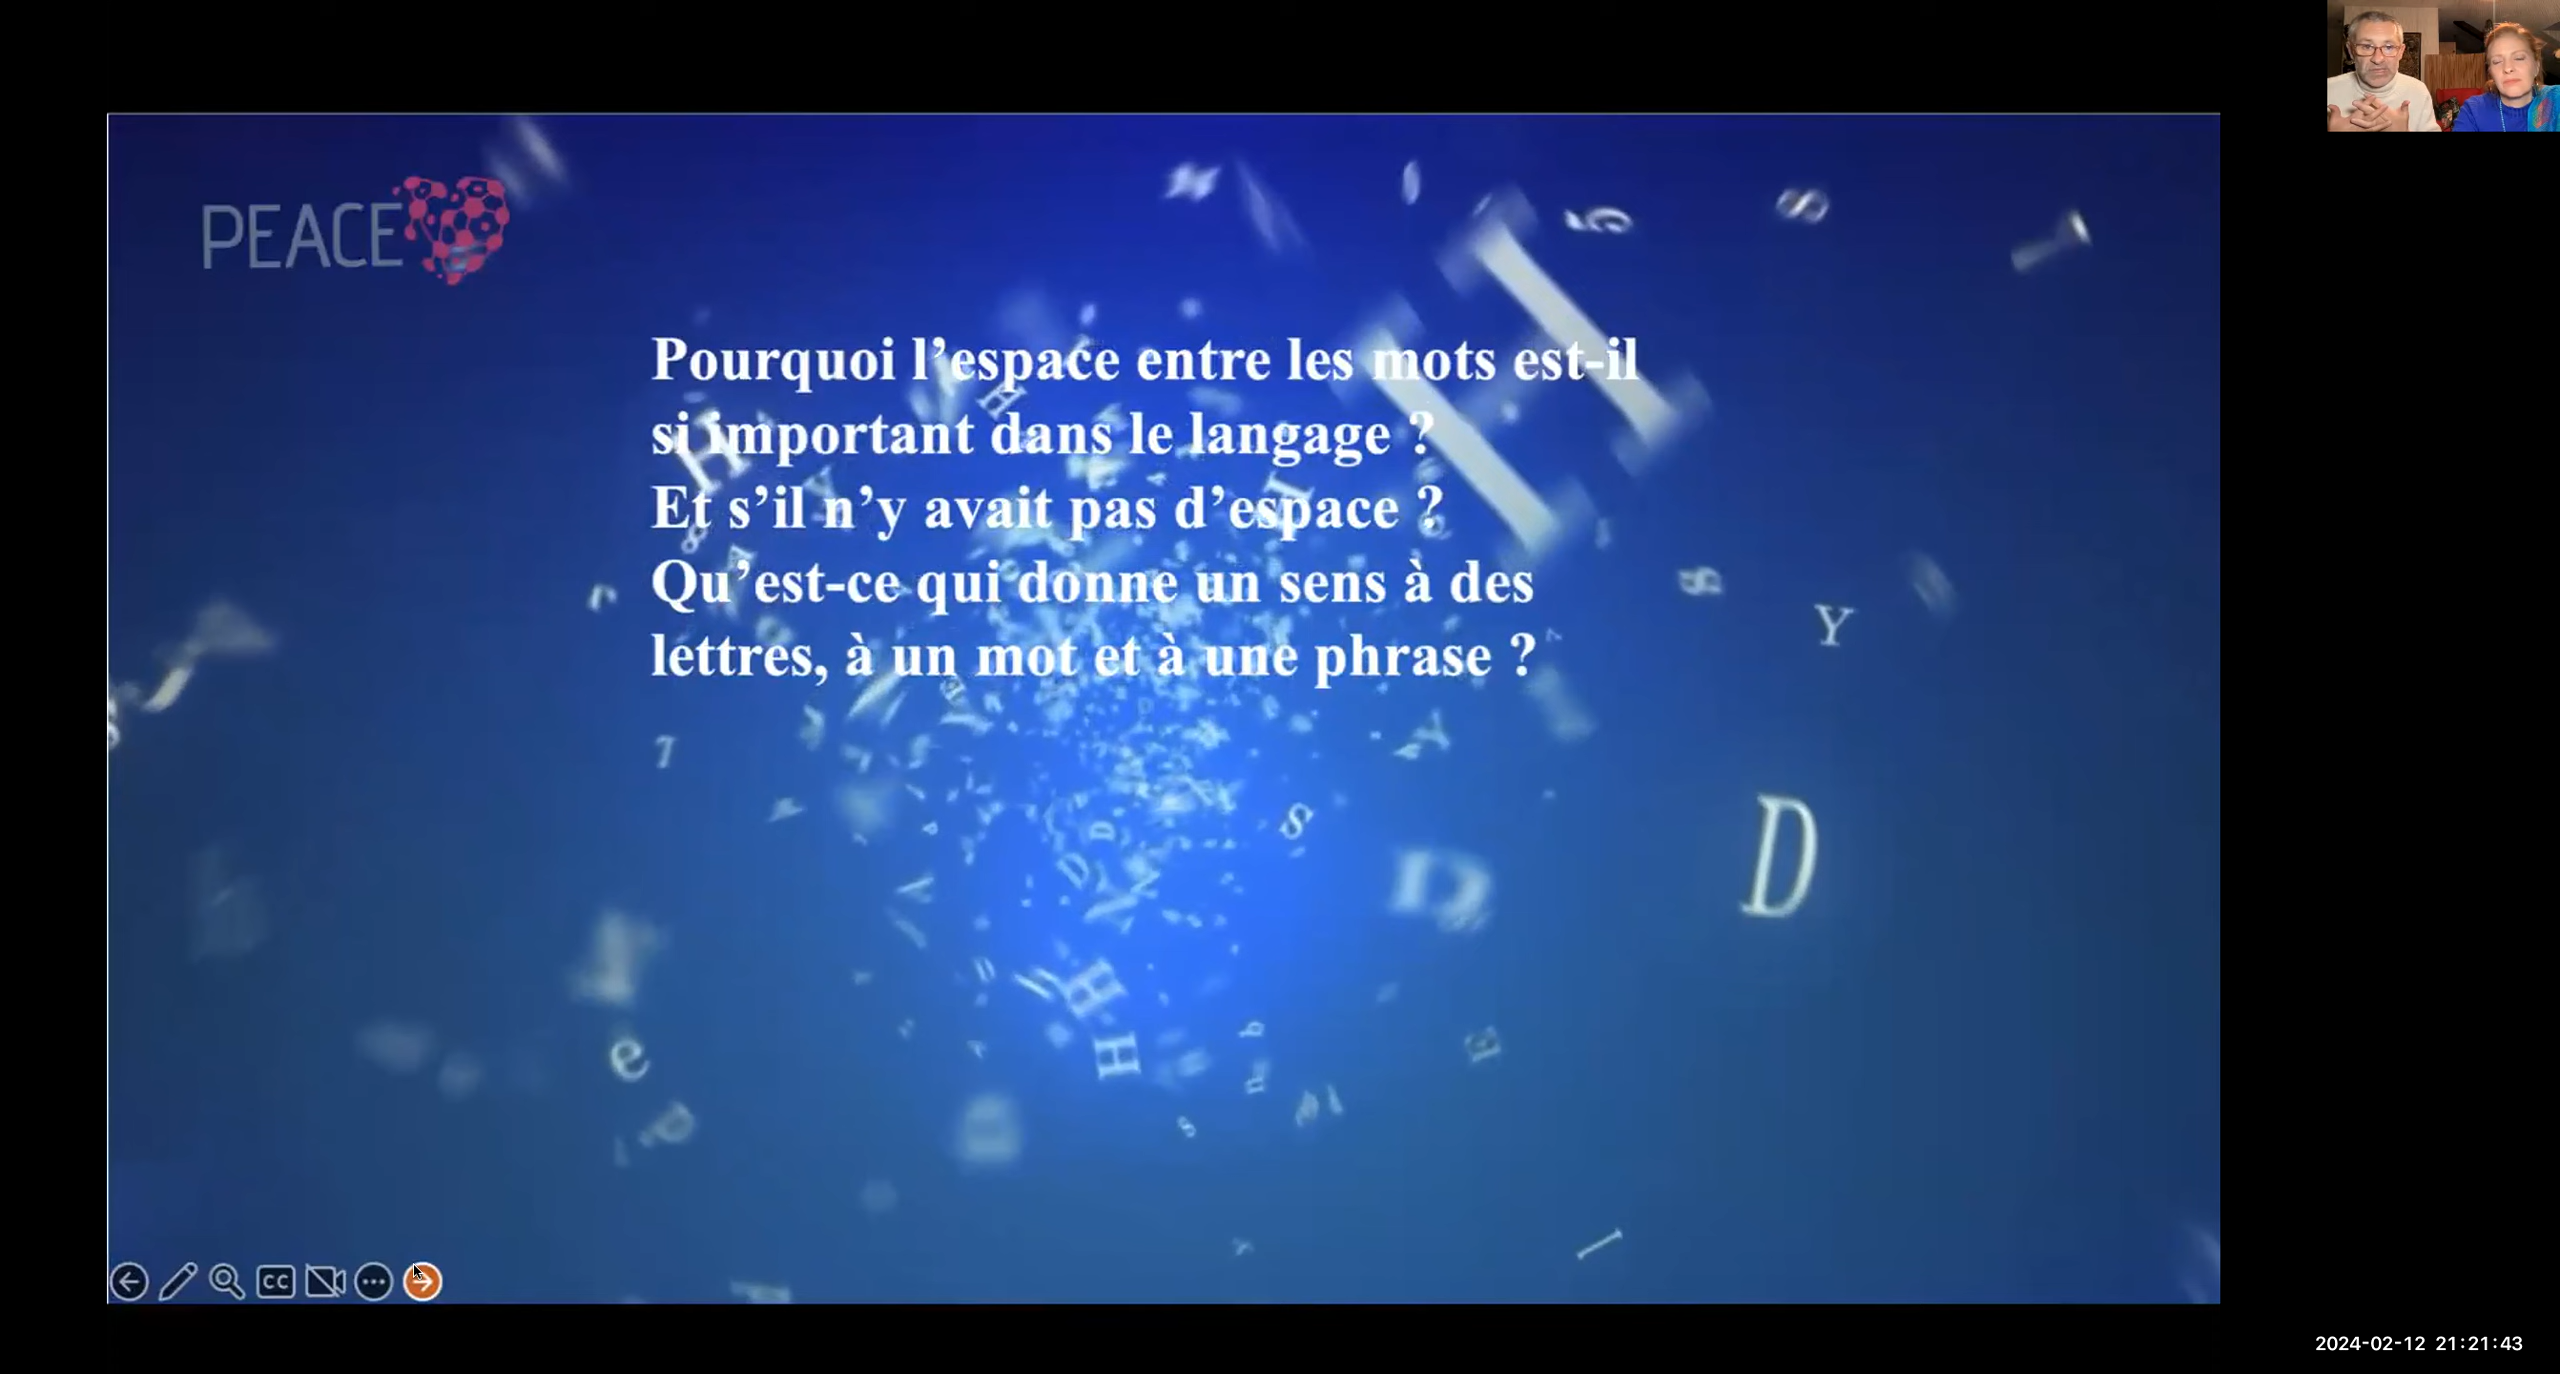 PEACE
Pourquoi l’espace entre les mots est-il
si important dans le langage ?
Et s’il n’y avait pas d’espace ?
Qu’est-ce qui donne un sens à des
lettres, à un mot et à une phrase ?
Y
D
S
e
H
CC
2024-02-12 21:21:43